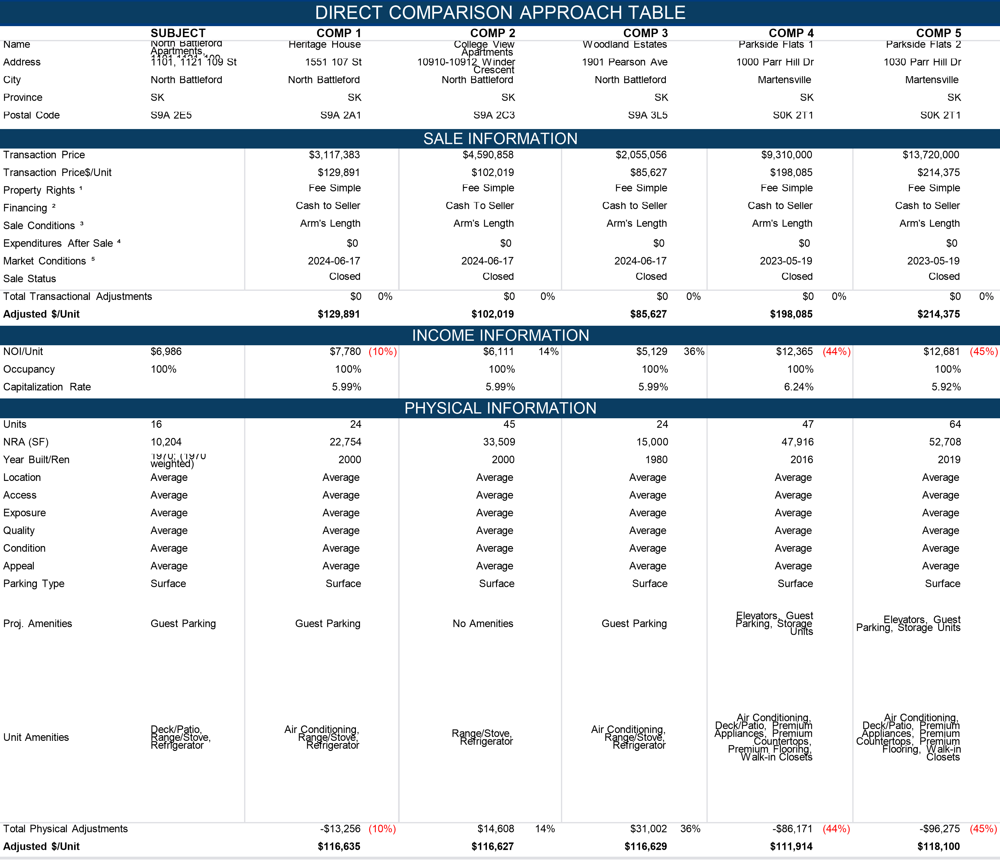 DIRECT COMPARISON APPROACH TABLE
SUBJECT COMP 1 COMP 2 COMP 3 COMP 4 COMP 5
Name North Battleford Apartments, Heritage House College View Apartments Woodland Estates Parkside Flats 1 Parkside Flats 2
Address 1101, 1121 109 St 1551 107 St 10910-10912 Winder Crescent 1901 Pearson Ave 1000 Parr Hill Dr 1030 Parr Hill Dr
City North Battleford North Battleford North Battleford North Battleford Martensville Martensville
Province SK SK SK SK SK SK
Postal Code S9A 2E5 S9A 2A1 S9A 2C3 S9A 3L5 S0K 2T1 S0K 2T1
SALE INFORMATION
Transaction Price $3,117,383 $4,590,858 $2,055,056 $9,310,000 $13,720,000
Transaction Price$/Unit $129,891 $102,019 $85,627 $198,085 $214,375
Property Rights ¹ Fee Simple Fee Simple Fee Simple Fee Simple Fee Simple
Financing ² Cash to Seller Cash To Seller Cash to Seller Cash to Seller Cash to Seller
Sale Conditions ³ Arm's Length Arm's Length Arm's Length Arm's Length Arm's Length
Expenditures After Sale ⁴ $0 $0 $0 $0 $0
Market Conditions ⁵ 2024-06-17 2024-06-17 2024-06-17 2023-05-19 2023-05-19
Sale Status Closed Closed Closed Closed Closed
Total Transactional Adjustments $0 0% $0 0% $0 0% $0 0% $0 0%
Adjusted $/Unit $129,891 $102,019 $85,627 $198,085 $214,375
INCOME INFORMATION
NOI/Unit $6,986 $7,780 (10%) $6,111 14% $5,129 36% $12,365 (44%) $12,681 (45%)
Occupancy 100% 100% 100% 100% 100% 100%
Capitalization Rate 5.99% 5.99% 5.99% 6.24% 5.92%
PHYSICAL INFORMATION
Units 16 24 45 24 47 64
NRA (SF) 10,204 22,754 33,509 15,000 47,916 52,708
Year Built/Ren 1970; (1970 weighted) 2000 2000 1980 2016 2019
Location Average Average Average Average Average Average
Access Average Average Average Average Average Average
Exposure Average Average Average Average Average Average
Quality Average Average Average Average Average Average
Condition Average Average Average Average Average Average
Appeal Average Average Average Average Average Average
Parking Type Surface Surface Surface Surface Surface Surface
Proj. Amenities Guest Parking Guest Parking No Amenities Guest Parking Elevators, Guest Parking, Storage Units Elevators, Guest Parking, Storage Units
Unit Amenities Deck/Patio, Range/Stove, Refrigerator Air Conditioning, Range/Stove, Refrigerator Range/Stove, Refrigerator Air Conditioning, Range/Stove, Refrigerator Air Conditioning, Deck/Patio, Premium Appliances, Premium Countertops, Premium Flooring, Walk-in Closets Air Conditioning, Deck/Patio, Premium Appliances, Premium Countertops, Premium Flooring, Walk-in Closets
Total Physical Adjustments -$13,256 (10%) $14,608 14% $31,002 36% -$86,171 (44%) -$96,275 (45%)
Adjusted $/Unit $116,635 $116,627 $116,629 $111,914 $118,100